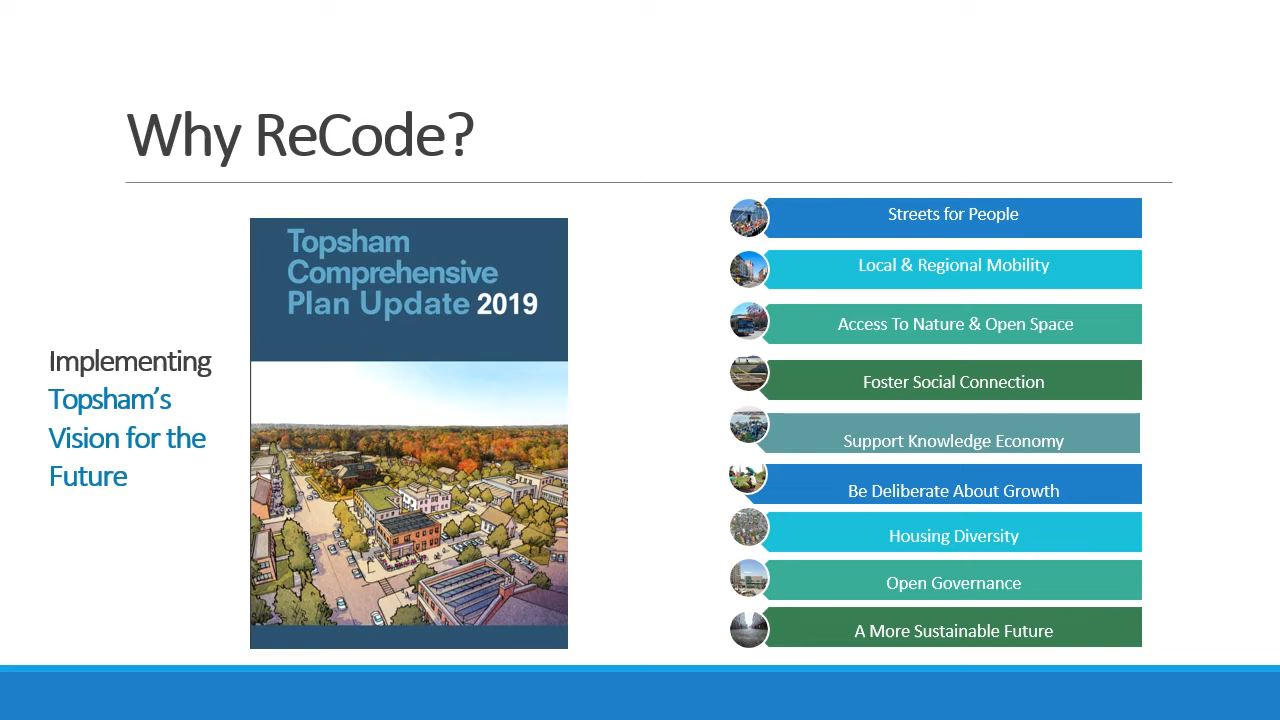 Why ReCode?
Implementing
Topsham's
Vision for the
Future
Topsham
Comprehensive
Plan Update 2019
Streets for People
Local & Regional Mobility
Access To Nature & Open Space
Foster Social Connection
Support Knowledge Economy
Be Deliberate About Growth
Housing Diversity
Open Governance
A More Sustainable Future